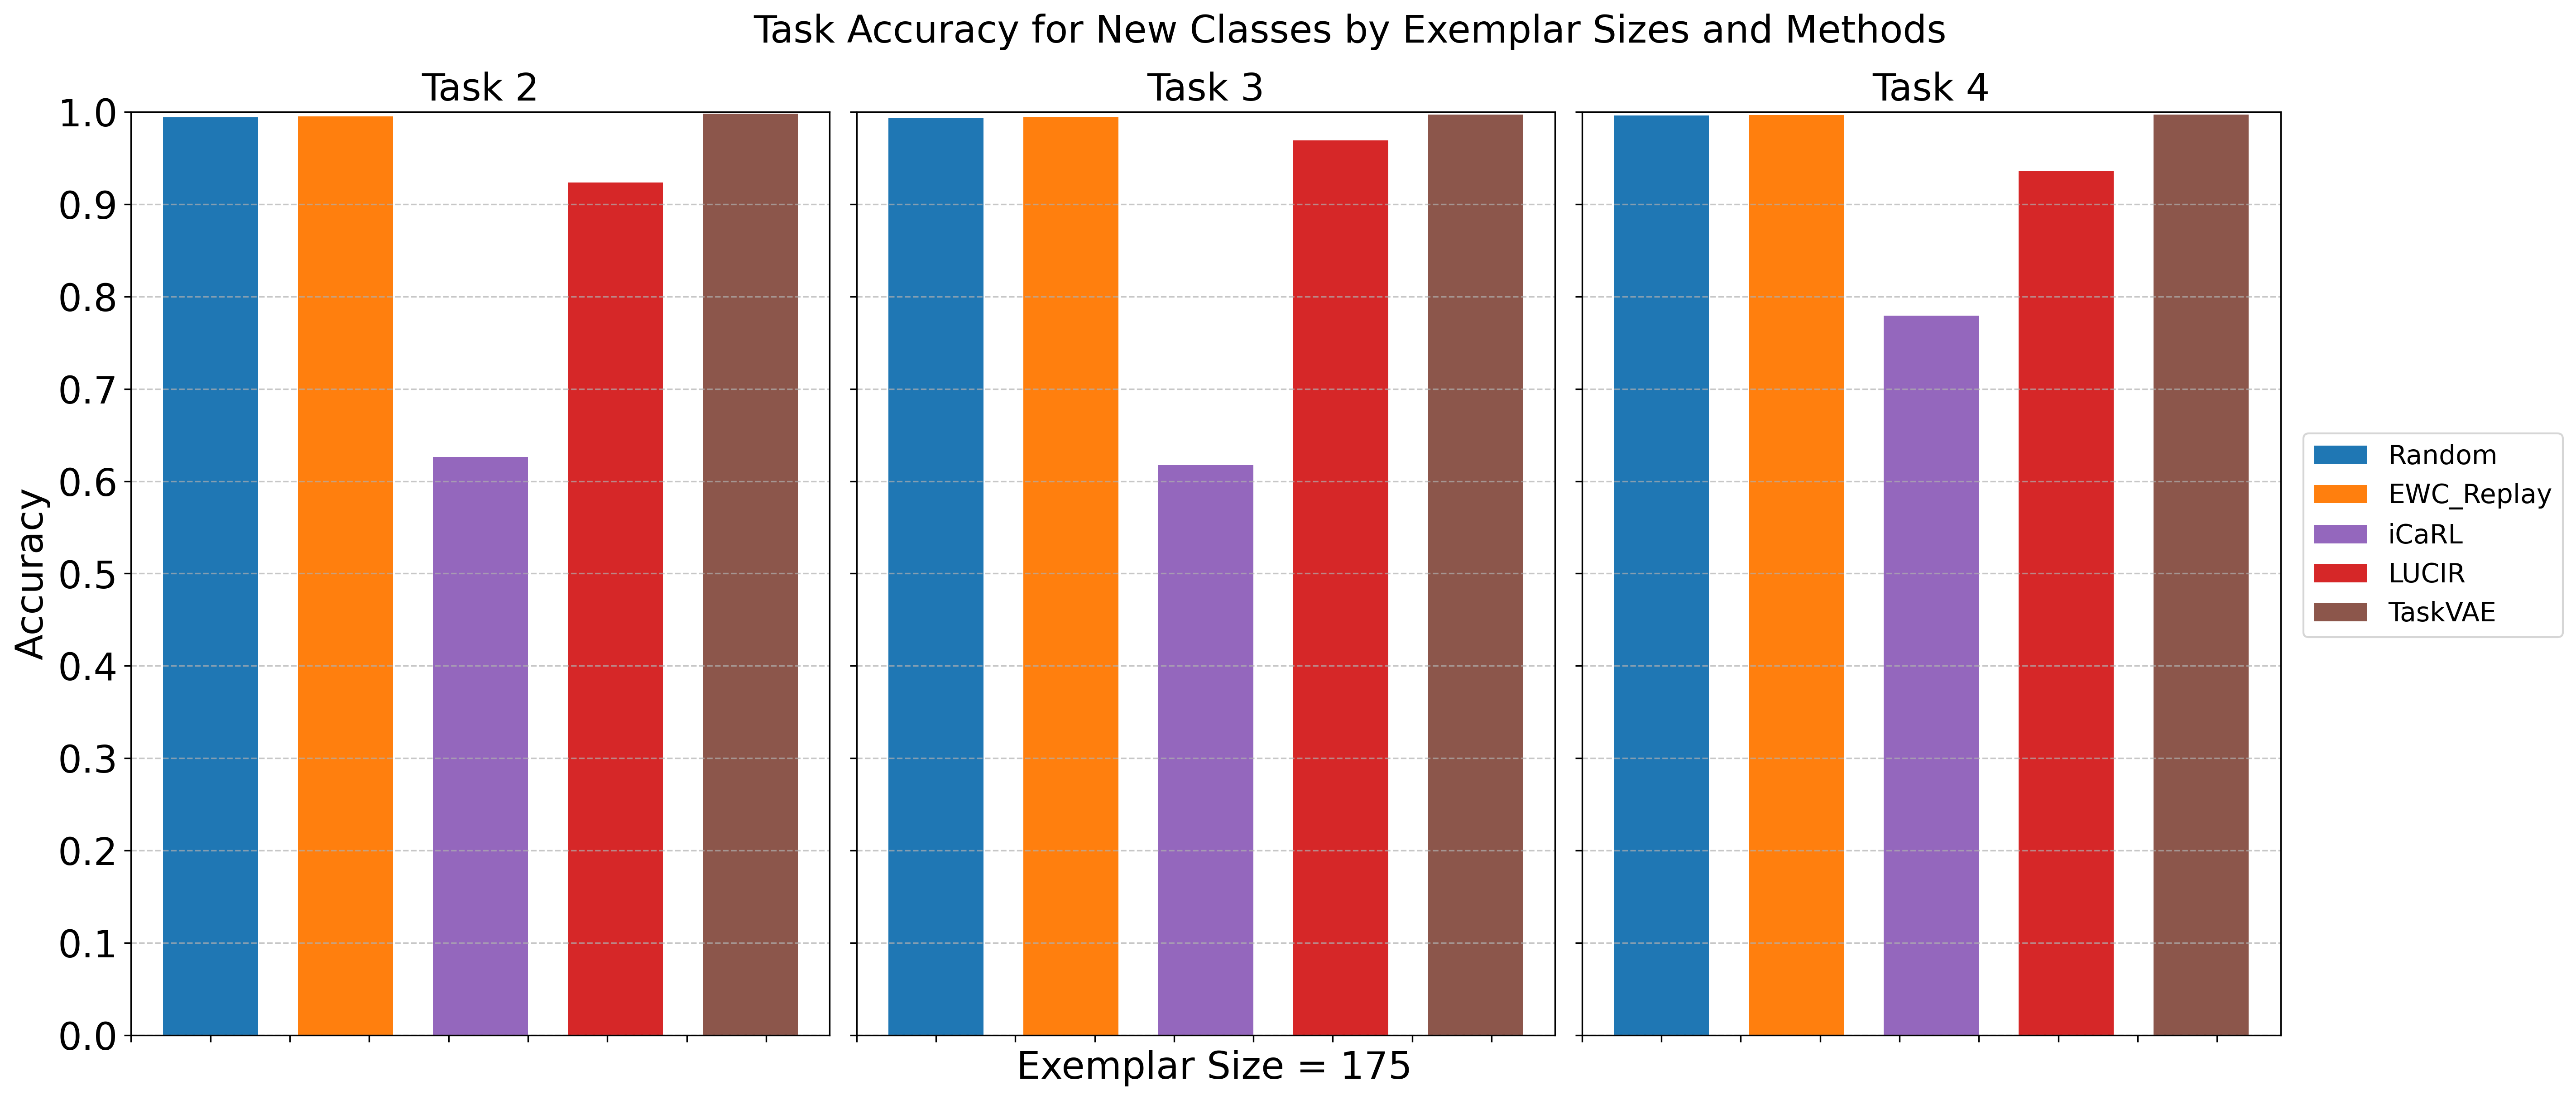 Task Accuracy for New Classes by Exemplar Sizes and Methods
Task 2
Task 3
Task 4
Accuracy
1.0
0.9
0.8
0.7
0.6
0.5
0.4
0.3
0.2
0.1
0.0
Exemplar Size = 175
Random
EWC_Replay
iCaRL
LUCIR
TaskVAE